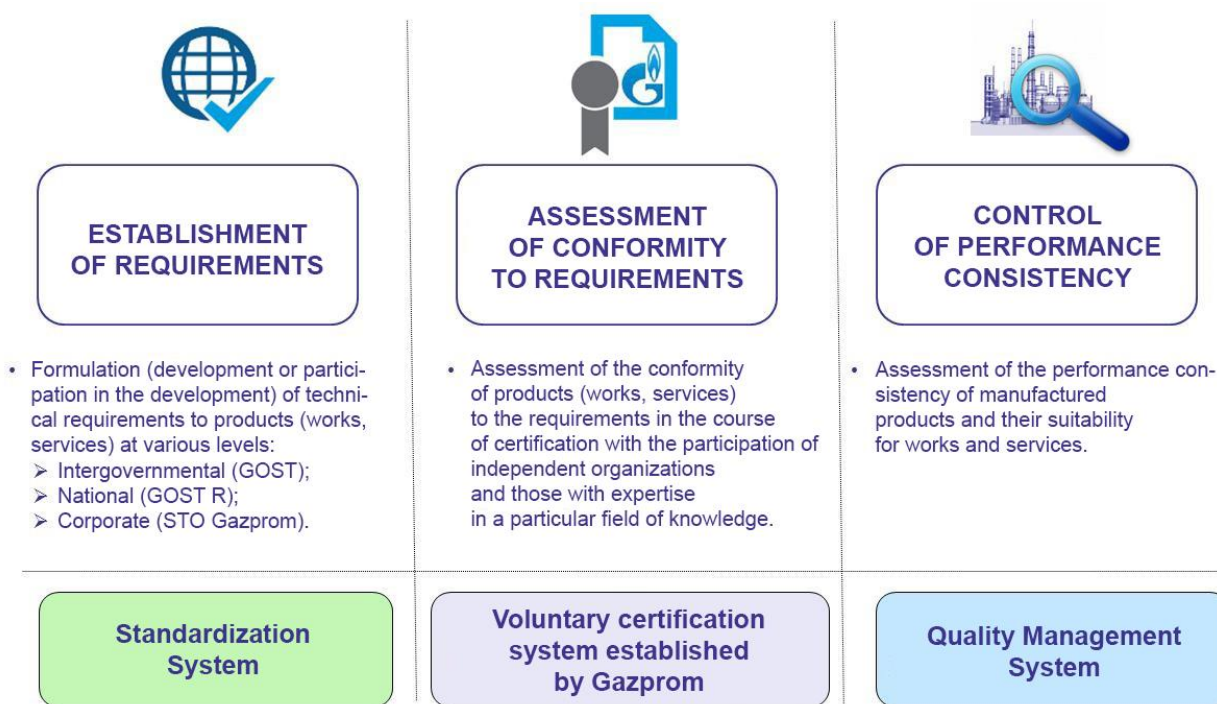 ESTABLISHMENT
OF REQUIREMENTS
• Formulation (development or partici-
pation in the development) of techni-
cal requirements to products (works,
services) at various levels:
➢ Intergovernmental (GOST);
➢ National (GOST R);
➢ Corporate (STO Gazprom).
Standardization
System
G
ASSESSMENT
OF CONFORMITY
TO REQUIREMENTS
• Assessment of the conformity
of products (works, services)
to the requirements in the course
of certification with the participation of
independent organizations
and those with expertise
in a particular field of knowledge.
Voluntary certification
system established
by Gazprom
CONTROL
OF PERFORMANCE
CONSISTENCY
• Assessment of the performance con-
sistency of manufactured
products and their suitability
for works and services.
Quality Management
System